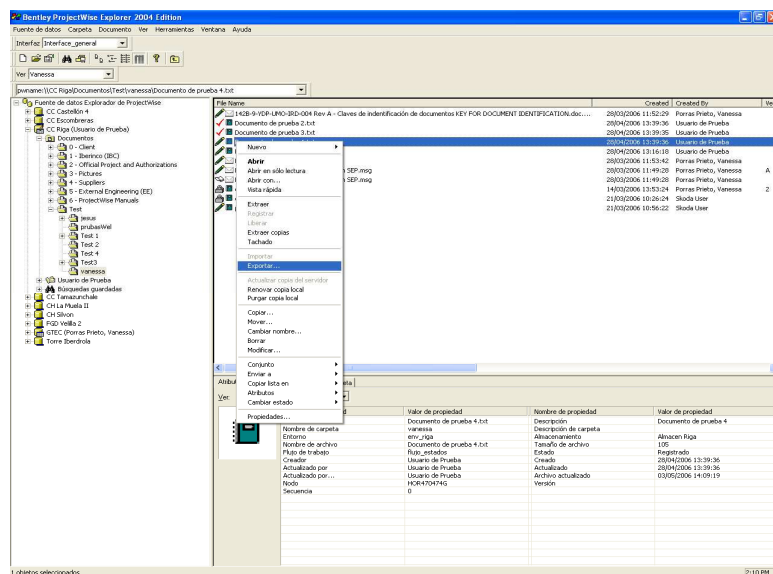 Bentley ProjectWise Explorer 2004 Edition
Fuente de datos Carpeta Documento Ver Herramientas Ventana Ayuda
Interfaz Interface_general
Ver Vanessa
pwname:\\CC Riga\Documentos\Test\vanessa\Documento de prueba 4.txt
Fuente de datos Explorador de ProjectWise
CC Castellón 4
CC Escombreras
CC Riga (Usuario de Prueba)
Documentos
0 - Client
1 - Iberinco (IBC)
2 - Official Project and Authorizations
3 - Pictures
4 - Suppliers
5 - External Engineering (EE)
6 - ProjectWise Manuals
Test
jesus
prubasWel
Test 1
Test 2
Test 4
Test3
vanessa
Usuario de Prueba
Búsquedas guardadas
CC Tamazunchale
CH La Muela II
CH Silvon
FGD Velilla 2
GTEC (Porras Prieto, Vanessa)
Torre Iberdrola
File Name Created Created By Ve
142B-9-YDP-UMO-IRD-004 Rev A - Claves de indentificación de documentos KEY FOR DOCUMENT IDENTIFICATION.doc.... 28/03/2006 11:52:29 Porras Prieto, Vanessa
Documento de prueba 2.txt 28/04/2006 13:39:36 Usuario de Prueba
Documento de prueba 3.txt 28/04/2006 13:39:35 Usuario de Prueba
28/04/2006 13:39:36 Usuario de Prueba
28/04/2006 13:16:18 Usuario de Prueba
28/04/2006 11:53:42 Porras Prieto, Vanessa
SEP.msg 28/04/2006 11:49:28 Porras Prieto, Vanessa A
SEP.msg 28/03/2006 11:49:28 Porras Prieto, Vanessa
14/03/2006 13:53:24 Porras Prieto, Vanessa 2
21/03/2006 10:26:24 Skoda User
21/03/2006 10:56:22 Skoda User
Nuevo
Abrir
Abrir en sólo lectura
Abrir con...
Vista rápida
Extraer
Registrar
Liberar
Extraer copias
Tachado
Importar
Exportar...
Actualizar copia del servidor
Renovar copia local
Purgar copia local
Copiar...
Mover...
Cambiar nombre...
Borrar
Modificar...
Conjunto
Enviar a
Copiar lista en
Atributos
Cambiar estado
Propiedades...
Ver:
Valor de propiedad Nombre de propiedad Valor de propiedad
Documento de prueba 4.txt Descripción Documento de prueba 4
Nombre de carpeta vanessa Descripción de carpeta
Entorno env_riga Almacenamiento Almacen Riga
Nombre de archivo Documento de prueba 4.txt Tamaño de archivo 105
Flujo de trabajo flujo_estados Estado Registrado
Creador Usuario de Prueba Creado 28/04/2006 13:39:36
Actualizado por Usuario de Prueba Actualizado 28/04/2006 13:39:36
Actualizado por... Usuario de Prueba Archivo actualizado 03/05/2006 14:09:19
Nodo HOR470474G Versión
Secuencia 0
1 objetos seleccionados 2:10 PM